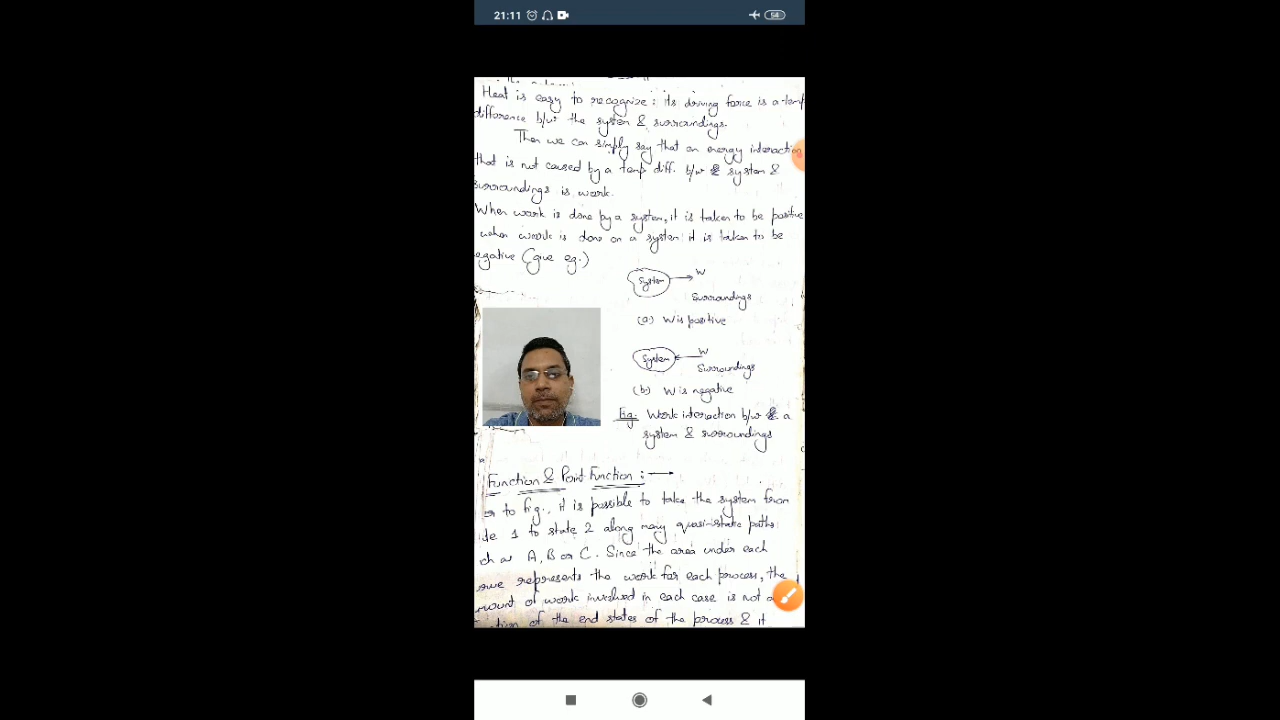 21:11
54
Heat is easy to recognize: its driving force is a temp
difference b/w the system & surroundings.
Then we can simply say that an energy interaction
that is not caused by a temp diff. b/w system &
surroundings is work.
When work is done by a system, it is taken to be positive
when work is done on a system it is taken to be
egative (give eg.)
System
W
Surroundings
(a) W is positive
System
W
Surroundings
(b) W is negative
Fig: Work interaction b/w a
system & surroundings
Function & Point Function :→
to fig., it is possible to take the system from
1 to state 2 along many quasi-static paths
A, B or C. Since the area under each
represents the work for each process, the
amount of work involved in each case is not a
of the end states of the process & it